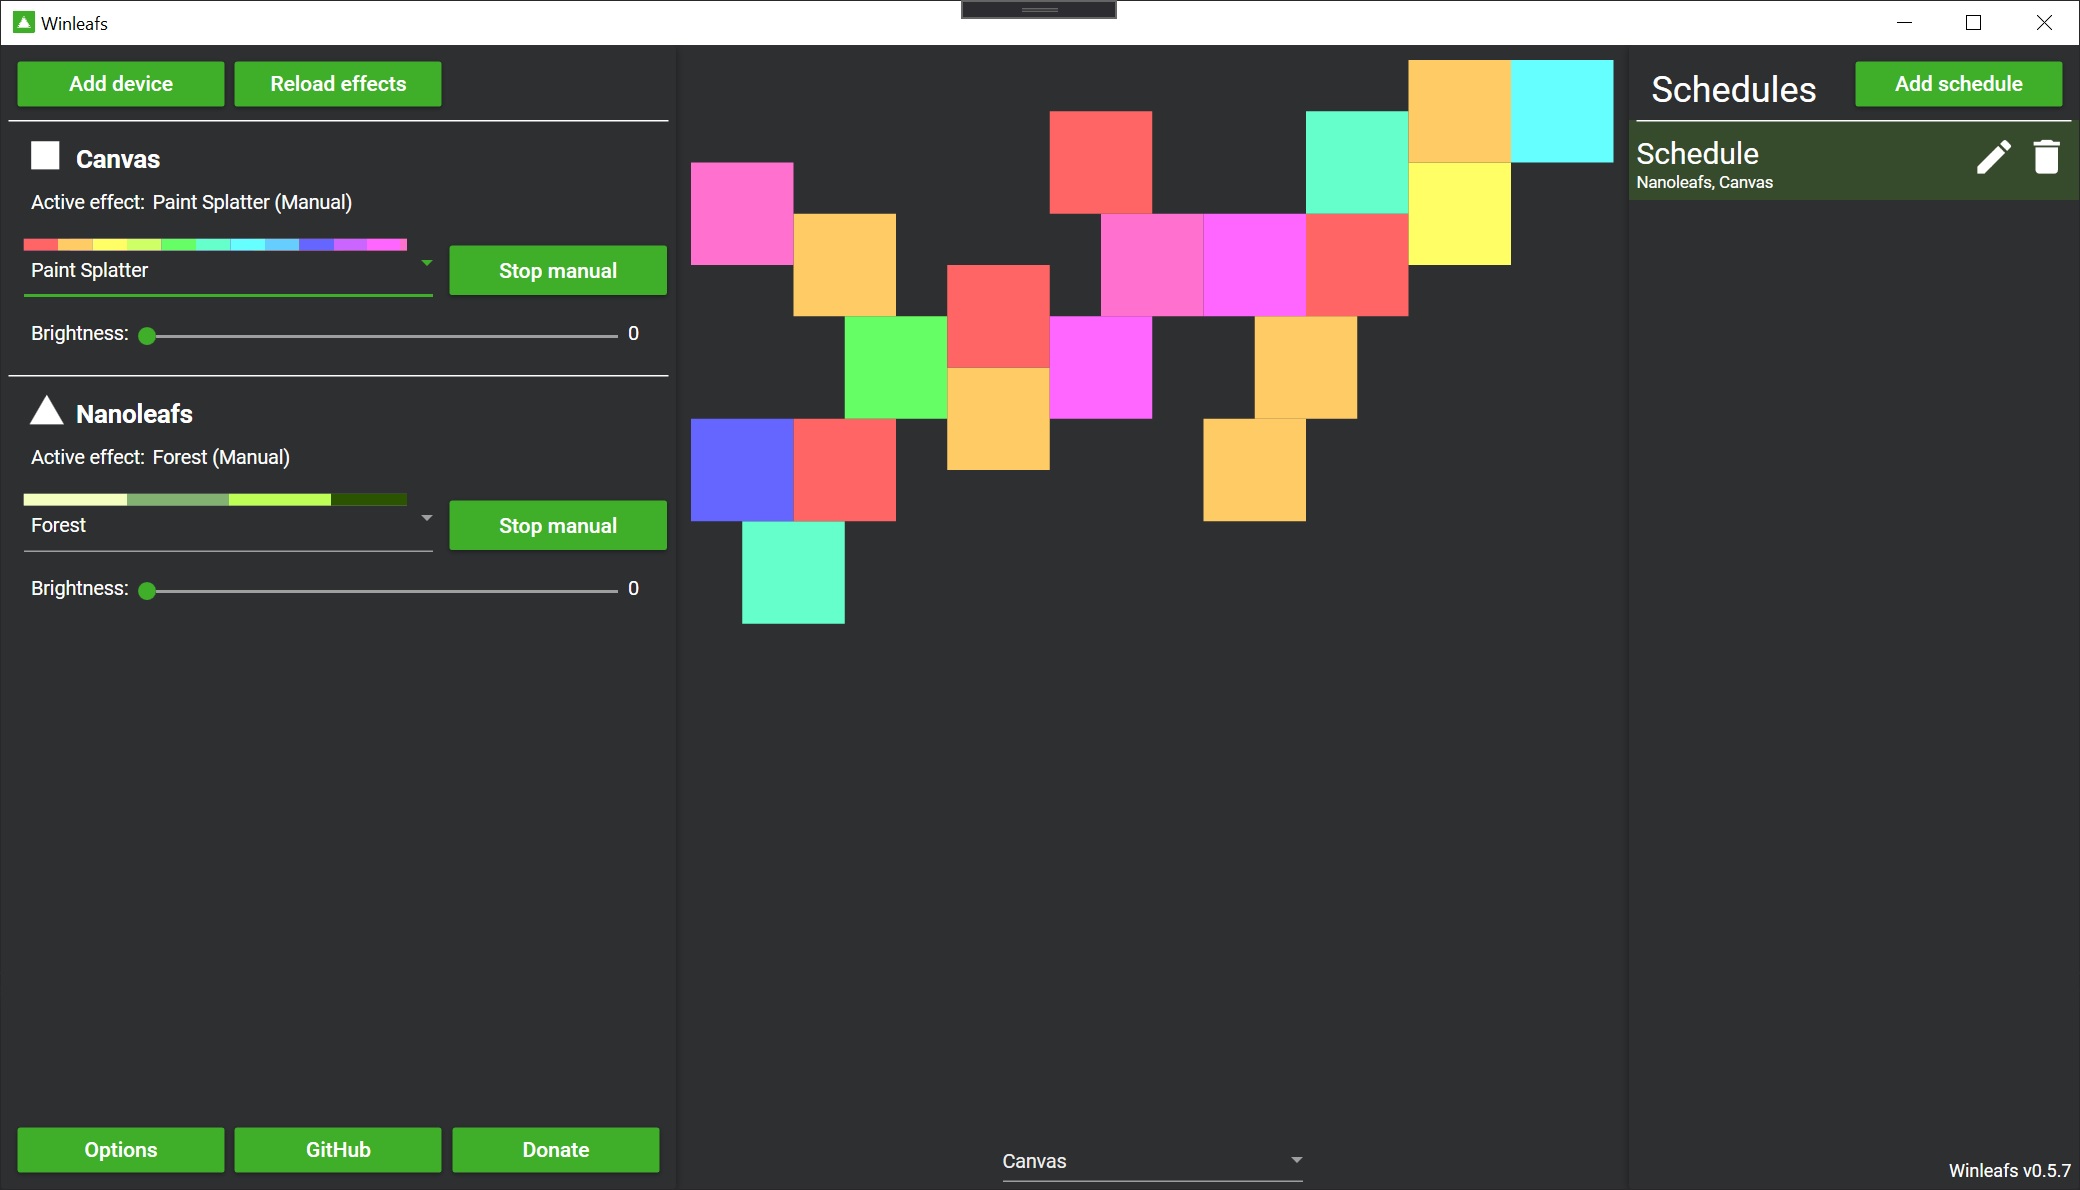 Winleafs
Add device
Reload effects
Canvas
Active effect: Paint Splatter (Manual)
Paint Splatter
Stop manual
Brightness:
0
Nanoleafs
Active effect: Forest (Manual)
Forest
Stop manual
Brightness:
0
Options
GitHub
Donate
Canvas
Schedules
Add schedule
Schedule
Nanoleafs, Canvas
Winleafs v0.5.7